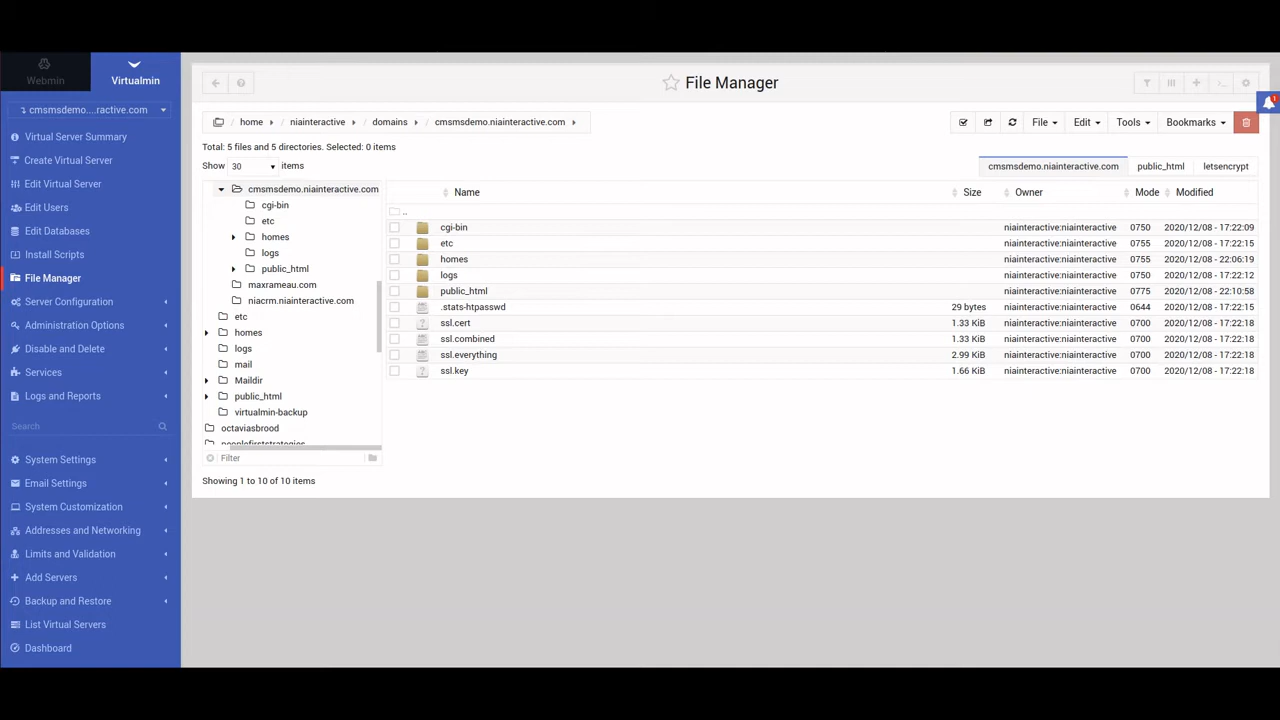 Webmin
Virtualmin
cmsmsdemo....ractive.com
Virtual Server Summary
Create Virtual Server
Edit Virtual Server
Edit Users
Edit Databases
Install Scripts
File Manager
Server Configuration
Administration Options
Disable and Delete
Services
Logs and Reports
Search
System Settings
Email Settings
System Customization
Addresses and Networking
Limits and Validation
Add Servers
Backup and Restore
List Virtual Servers
Dashboard
File Manager
1
/ home / niainteractive / domains / cmsmsdemo.niainteractive.com
File Edit Tools Bookmarks
Total: 5 files and 5 directories. Selected: 0 items
Show 30 items
cmsmsdemo.niainteractive.com public_html letsencrypt
cmsmsdemo.niainteractive.com
cgi-bin
etc
homes
logs
public_html
maxrameau.com
niacrm.niainteractive.com
etc
homes
logs
mail
Maildir
public_html
virtualmin-backup
octaviasbrood
peoplefirststrategies
Filter
Name Size Owner Mode Modified
..
cgi-bin niainteractive:niainteractive 0750 2020/12/08 - 17:22:09
etc niainteractive:niainteractive 0755 2020/12/08 - 17:22:15
homes niainteractive:niainteractive 0755 2020/12/08 - 22:06:19
logs niainteractive:niainteractive 0755 2020/12/08 - 17:22:12
public_html niainteractive:niainteractive 0775 2020/12/08 - 22:10:58
.stats-htpasswd 29 bytes niainteractive:niainteractive 0644 2020/12/08 - 17:22:15
ssl.cert 1.33 KiB niainteractive:niainteractive 0700 2020/12/08 - 17:22:18
ssl.combined 1.33 KiB niainteractive:niainteractive 0700 2020/12/08 - 17:22:18
ssl.everything 2.99 KiB niainteractive:niainteractive 0700 2020/12/08 - 17:22:18
ssl.key 1.66 KiB niainteractive:niainteractive 0700 2020/12/08 - 17:22:18
Showing 1 to 10 of 10 items